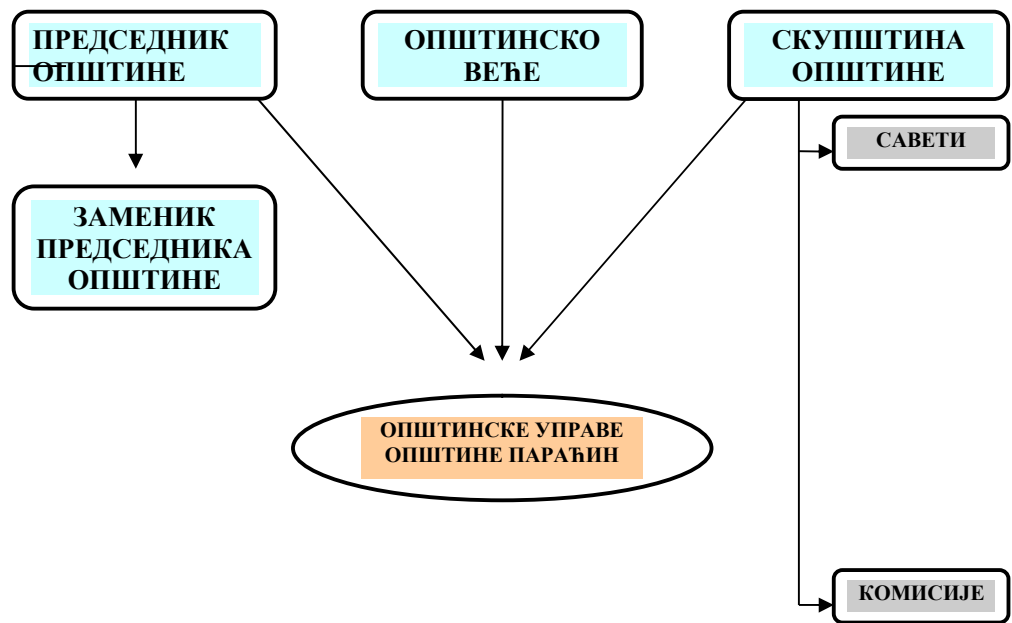 ПРЕДСЕДНИК
ОПШТИНЕ
ОПШТИНСКО
ВЕЋЕ
СКУПШТИНА
ОПШТИНЕ
САВЕТИ
ЗАМЕНИК
ПРЕДСЕДНИКА
ОПШТИНЕ
ОПШТИНСКЕ УПРАВЕ
ОПШТИНЕ ПАРАЋИН
КОМИСИЈЕ